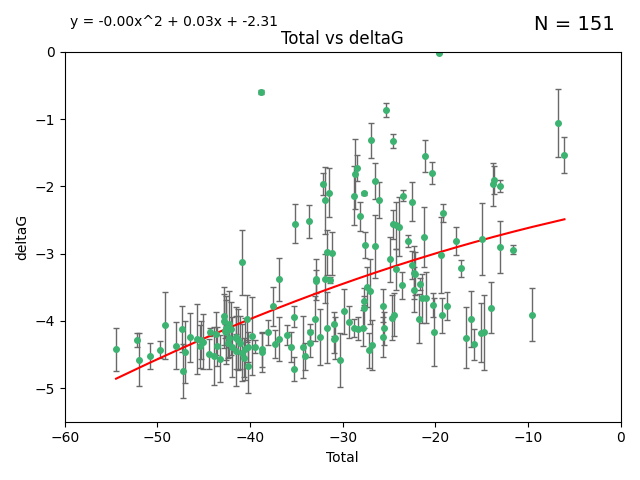 y = -0.00x^2 + 0.03x + -2.31
N = 151
Total vs deltaG
0
−1
−2
−3
−4
−5
deltaG
−60 −50 −40 −30 −20 −10 0
Total